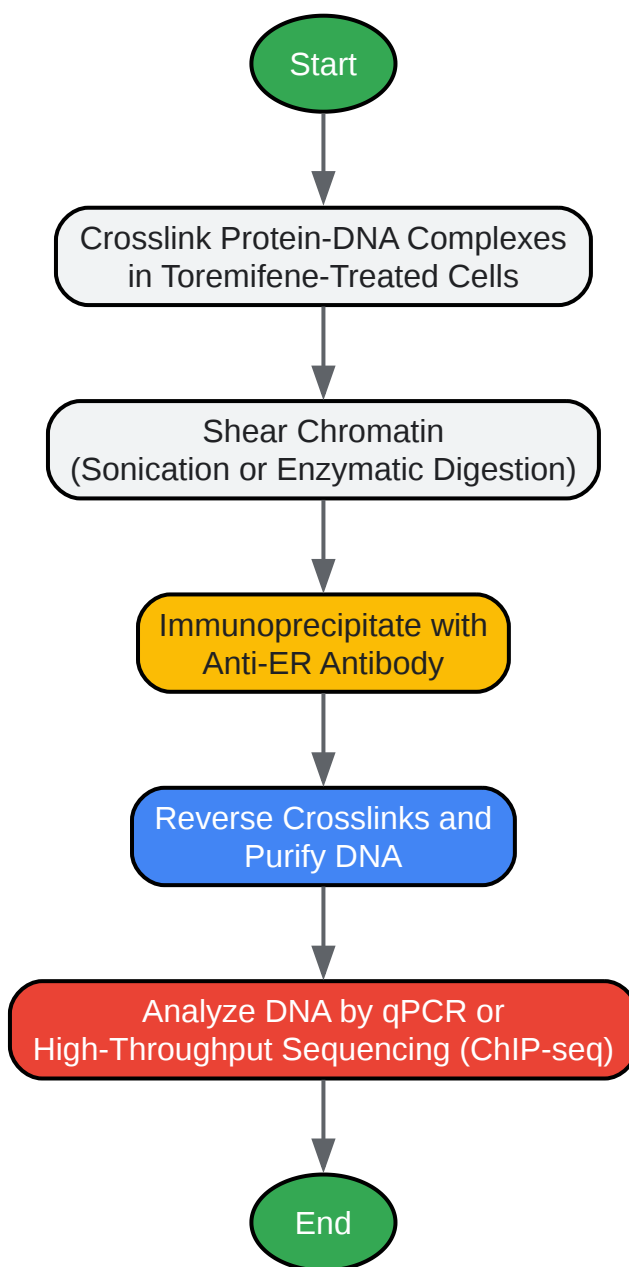 Start
Crosslink Protein-DNA Complexes
in Toremifene-Treated Cells
Shear Chromatin
(Sonication or Enzymatic Digestion)
Immunoprecipitate with
Anti-ER Antibody
Reverse Crosslinks and
Purify DNA
Analyze DNA by qPCR or
High-Throughput Sequencing (ChIP-seq)
End